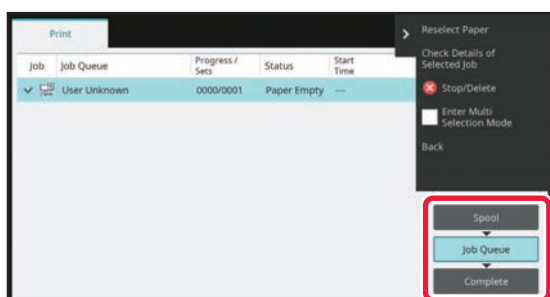 Print
Job
Job Queue
Progress /
Sets
Status
Start
Time
User Unknown
0000/0001
Paper Empty
---
Reselect Paper
Check Details of
Selected Job
Stop/Delete
Enter Multi
Selection Mode
Back
Spool
Job Queue
Complete